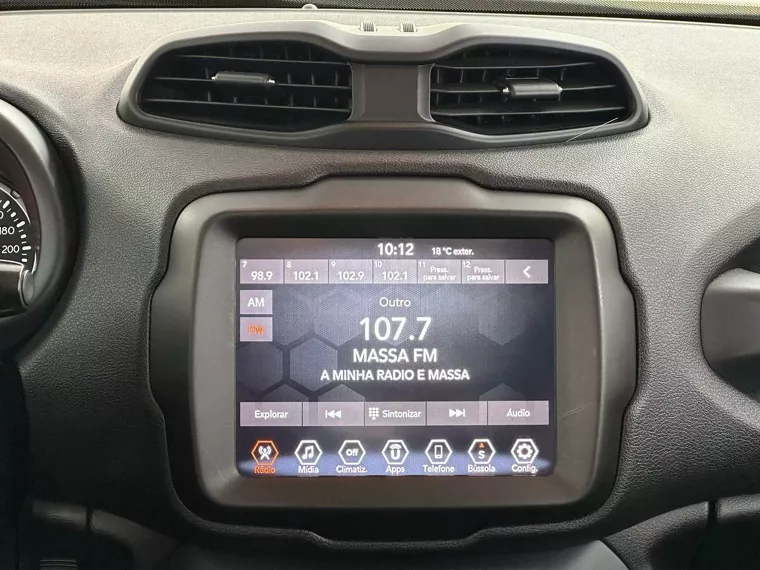 10:12 18 °C exter.
7 98.9 8 102.1 9 102.9 10 102.1 11 Press. para salvar 12 Press. para salvar
AM
Outro
FM
107.7
MASSA FM
A MINHA RADIO E MASSA
Explorar Sintonizar Áudio
Off S
Rádio Mídia Climatiz. Apps Telefone Bússola Config.
180
200